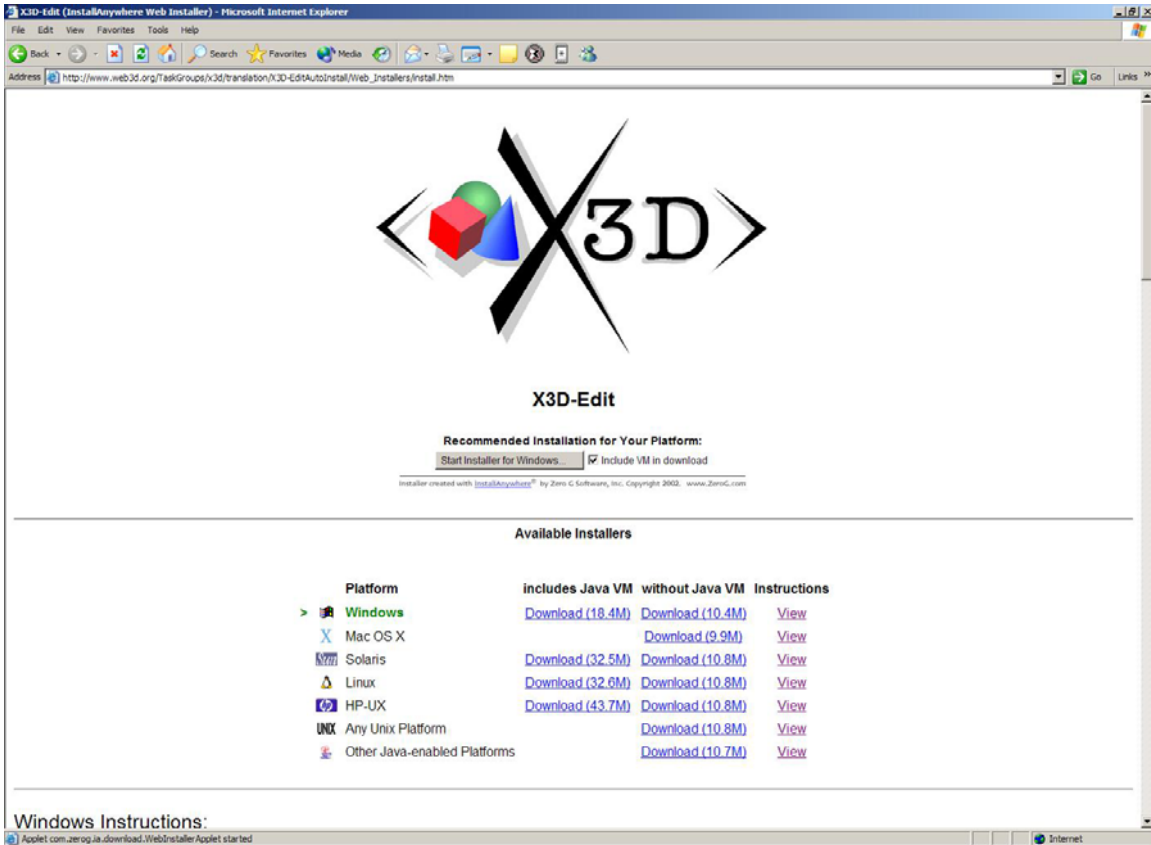 X3D-Edit (InstallAnywhere Web Installer) - Microsoft Internet Explorer
File Edit View Favorites Tools Help
Back Search Favorites Media
Address http://www.web3d.org/TaskGroups/x3d/translation/X3D-EditAutoInstall/Web_Installers/install.htm Go Links »
X3D
X3D-Edit
Recommended Installation for Your Platform:
Start Installer for Windows... Include VM in download
Installer created with InstallAnywhere® by Zero G Software, Inc. Copyright 2002. www.ZeroG.com
Available Installers
Platform includes Java VM without Java VM Instructions
> Windows Download (18.4M) Download (10.4M) View
X Mac OS X Download (9.9M) View
Sun Solaris Download (32.5M) Download (10.8M) View
Linux Download (32.6M) Download (10.8M) View
hp HP-UX Download (43.7M) Download (10.8M) View
UNIX Any Unix Platform Download (10.8M) View
Other Java-enabled Platforms Download (10.7M) View
Windows Instructions:
Applet com.zerog.ia.download.WebInstallerApplet started Internet